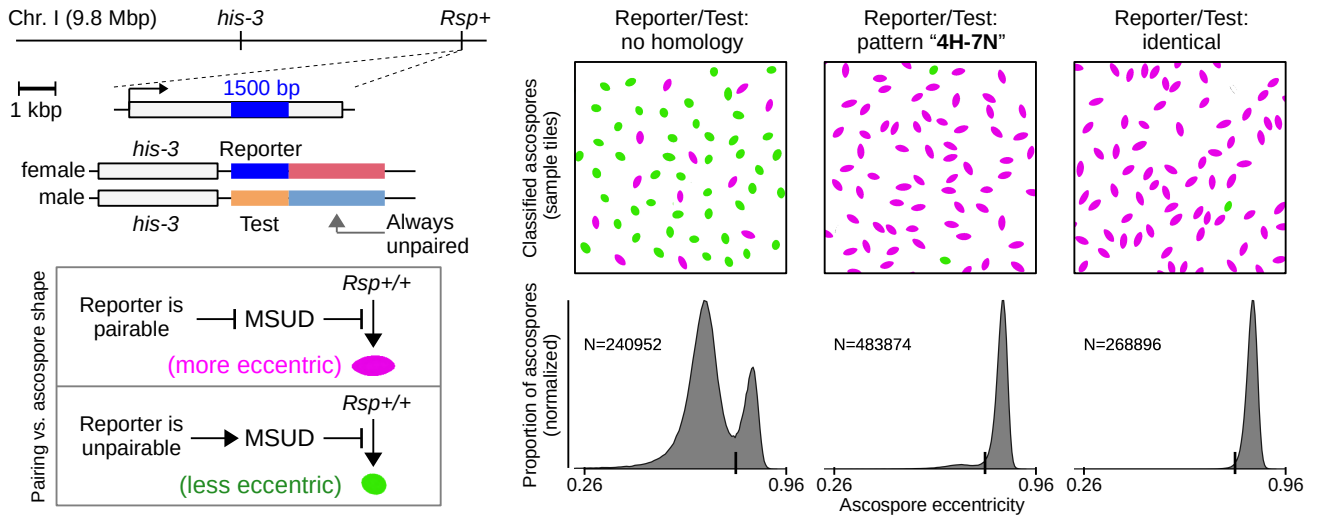 Chr. I (9.8 Mbp)
his-3
Rsp+
1 kbp
1500 bp
his-3
Reporter
female
male
his-3
Test
Always
unpaired
Pairing vs. ascospore shape
Reporter is
pairable
MSUD
Rsp+/+
(more eccentric)
Reporter is
unpairable
MSUD
Rsp+/+
(less eccentric)
Reporter/Test:
no homology
Reporter/Test:
pattern “4H-7N”
Reporter/Test:
identical
Classified ascospores
(sample tiles)
Proportion of ascospores
(normalized)
N=240952
N=483874
N=268896
0.26
0.96
0.26
0.96
0.26
0.96
Ascospore eccentricity